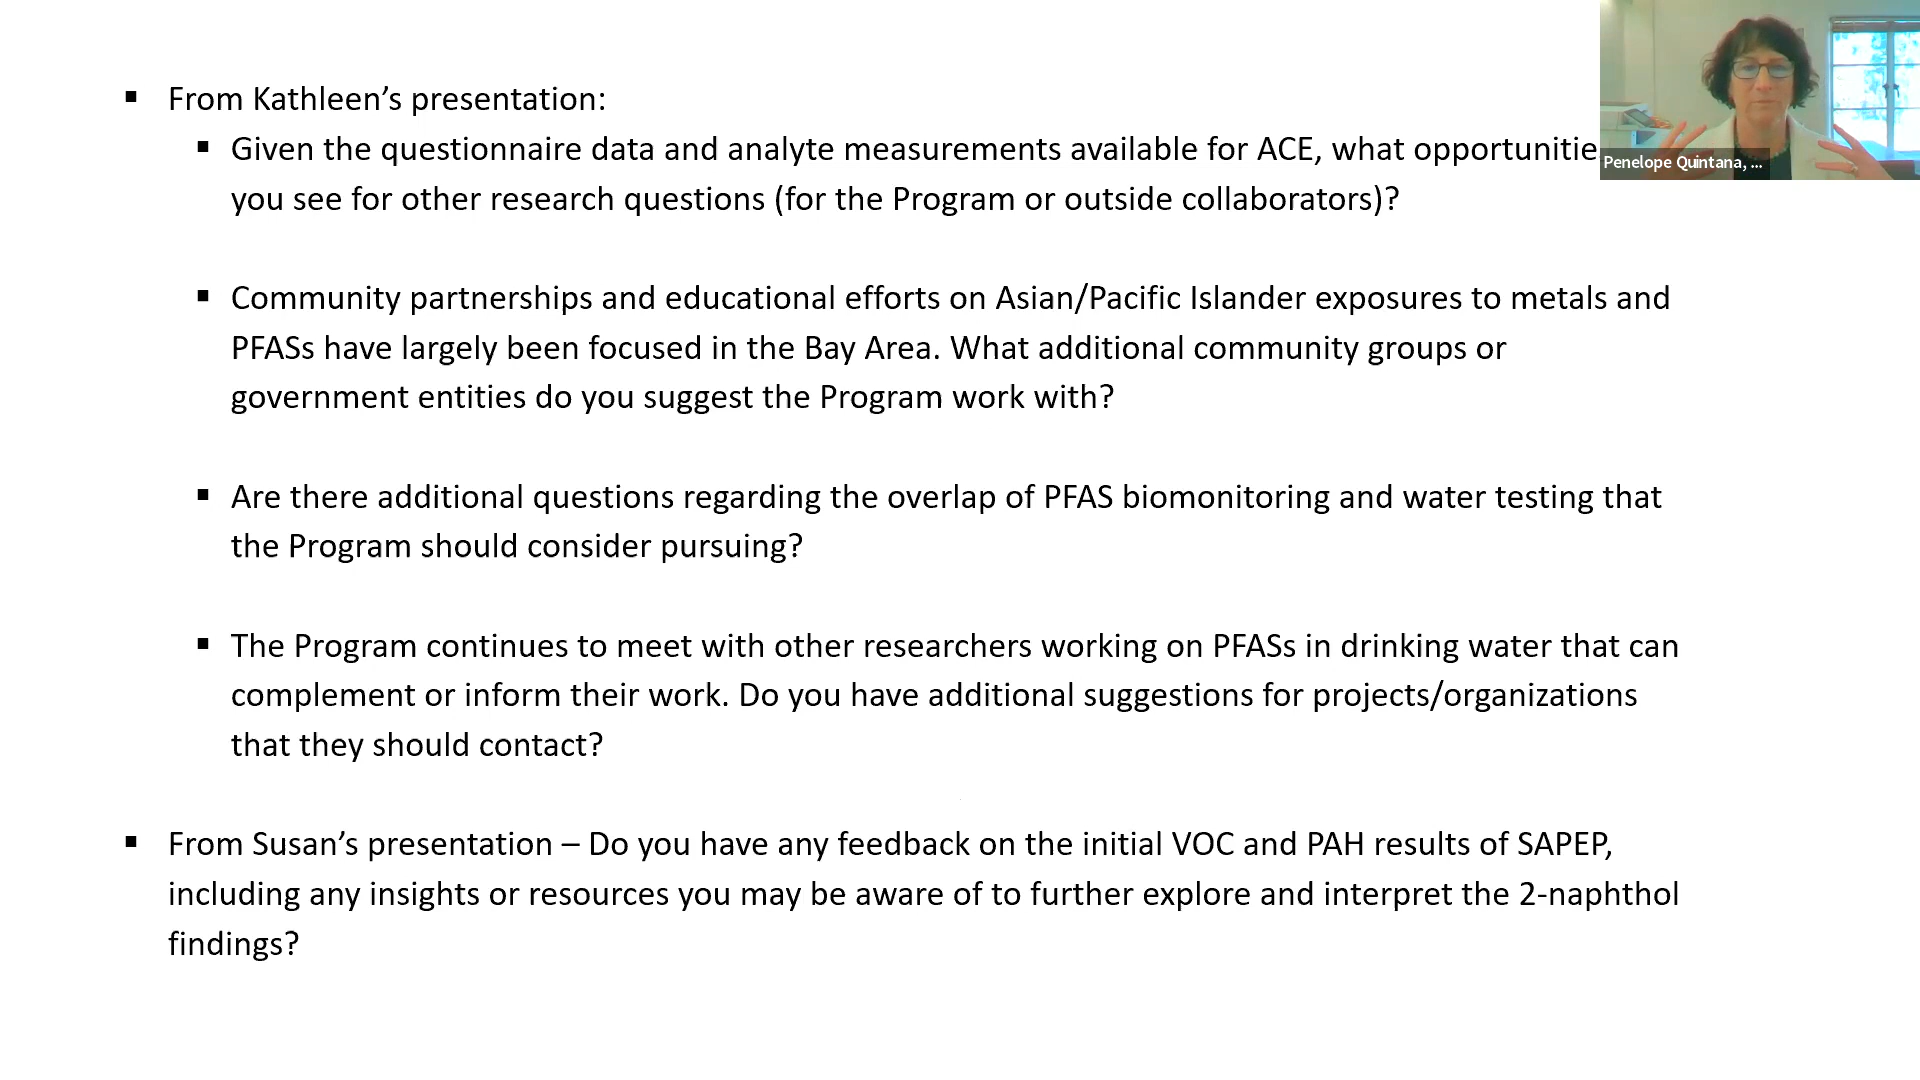 ▪ From Kathleen’s presentation:
▪ Given the questionnaire data and analyte measurements available for ACE, what opportunitie
you see for other research questions (for the Program or outside collaborators)?
▪ Community partnerships and educational efforts on Asian/Pacific Islander exposures to metals and
PFASs have largely been focused in the Bay Area. What additional community groups or
government entities do you suggest the Program work with?
▪ Are there additional questions regarding the overlap of PFAS biomonitoring and water testing that
the Program should consider pursuing?
▪ The Program continues to meet with other researchers working on PFASs in drinking water that can
complement or inform their work. Do you have additional suggestions for projects/organizations
that they should contact?
▪ From Susan’s presentation – Do you have any feedback on the initial VOC and PAH results of SAPEP,
including any insights or resources you may be aware of to further explore and interpret the 2-naphthol
findings?
Penelope Quintana, ...